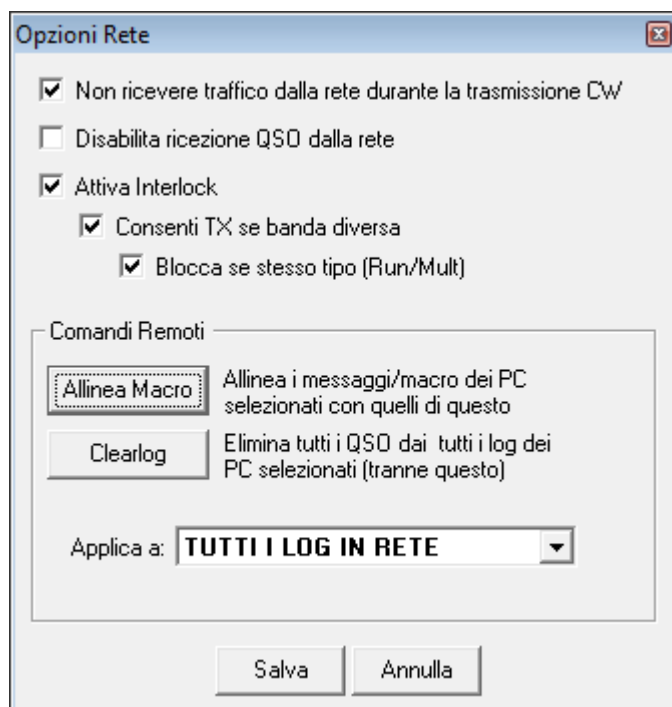 Opzioni Rete
Non ricevere traffico dalla rete durante la trasmissione CW
Disabilita ricezione QSO dalla rete
Attiva Interlock
Consenti TX se banda diversa
Blocca se stesso tipo (Run/Mult)
Comandi Remoti
Allinea Macro
Allinea i messaggi/macro dei PC
selezionati con quelli di questo
Clearlog
Elimina tutti i QSO dai tutti i log dei
PC selezionati (tranne questo)
Applica a: TUTTI I LOG IN RETE
Salva Annulla